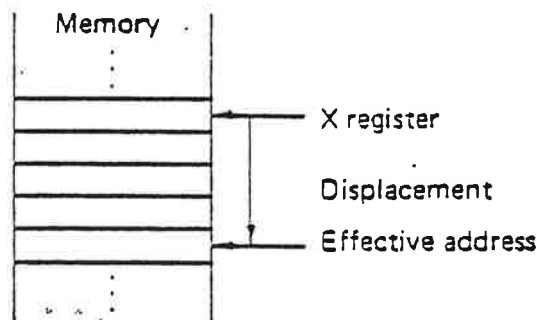 Memory
X register
Displacement
Effective address